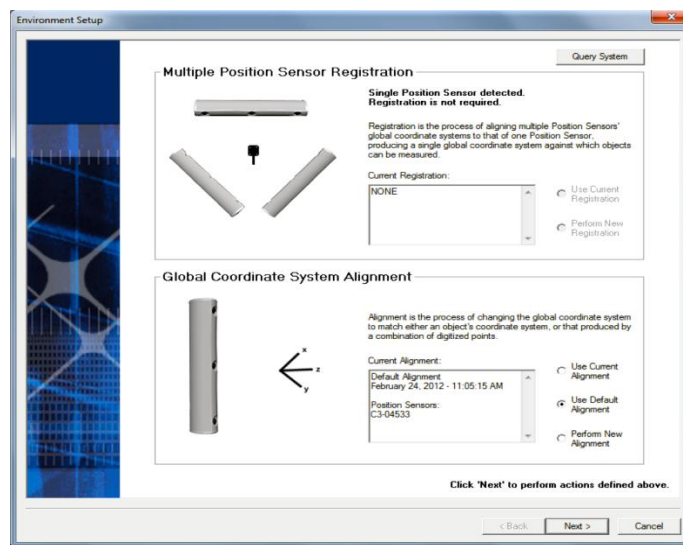 Environment Setup
Query System
Multiple Position Sensor Registration
Single Position Sensor detected.
Registration is not required.
Registration is the process of aligning multiple Position Sensors'
global coordinate systems to that of one Position Sensor,
producing a single global coordinate system against which objects
can be measured.
Current Registration:
NONE
Use Current
Registration
Perform New
Registration
Global Coordinate System Alignment
Alignment is the process of changing the global coordinate system
to match either an object's coordinate system, or that produced by
a combination of digitized points.
x
z
y
Current Alignment:
Default Alignment
February 24, 2012 - 11:05:15 AM
Position Sensors:
C3-04533
Use Current
Alignment
Use Default
Alignment
Perform New
Alignment
Click 'Next' to perform actions defined above.
< Back
Next >
Cancel